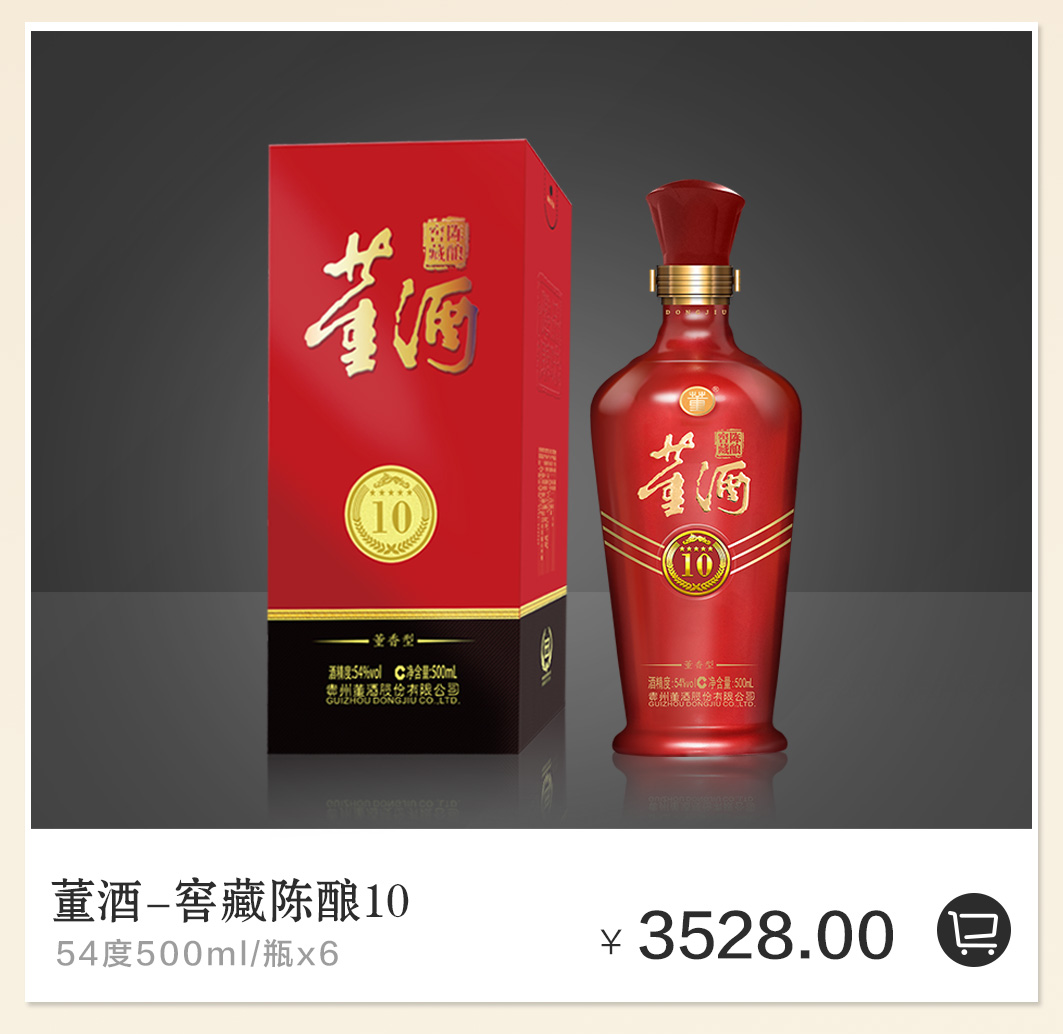 董酒
窖藏
陈酿
10
董香型
酒精度:54%vol 净含量:500mL
贵州董酒股份有限公司
GUIZHOU DONGJIU CO.,LTD.
DONGJIU
董
®
董酒
窖藏
陈酿
10
董香型
酒精度:54%vol 净含量:500mL
贵州董酒股份有限公司
GUIZHOU DONGJIU CO.,LTD.
董酒-窖藏陈酿10
54度500ml/瓶x6
¥ 3528.00